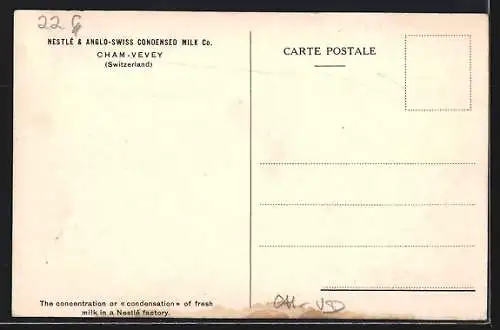 22
NESTLÉ & ANGLO-SWISS CONDENSED MILK Co.
CHAM-VEVEY
(Switzerland)
CARTE POSTALE
The concentration or «condensation» of fresh
milk in a Nestlé factory.
VSD